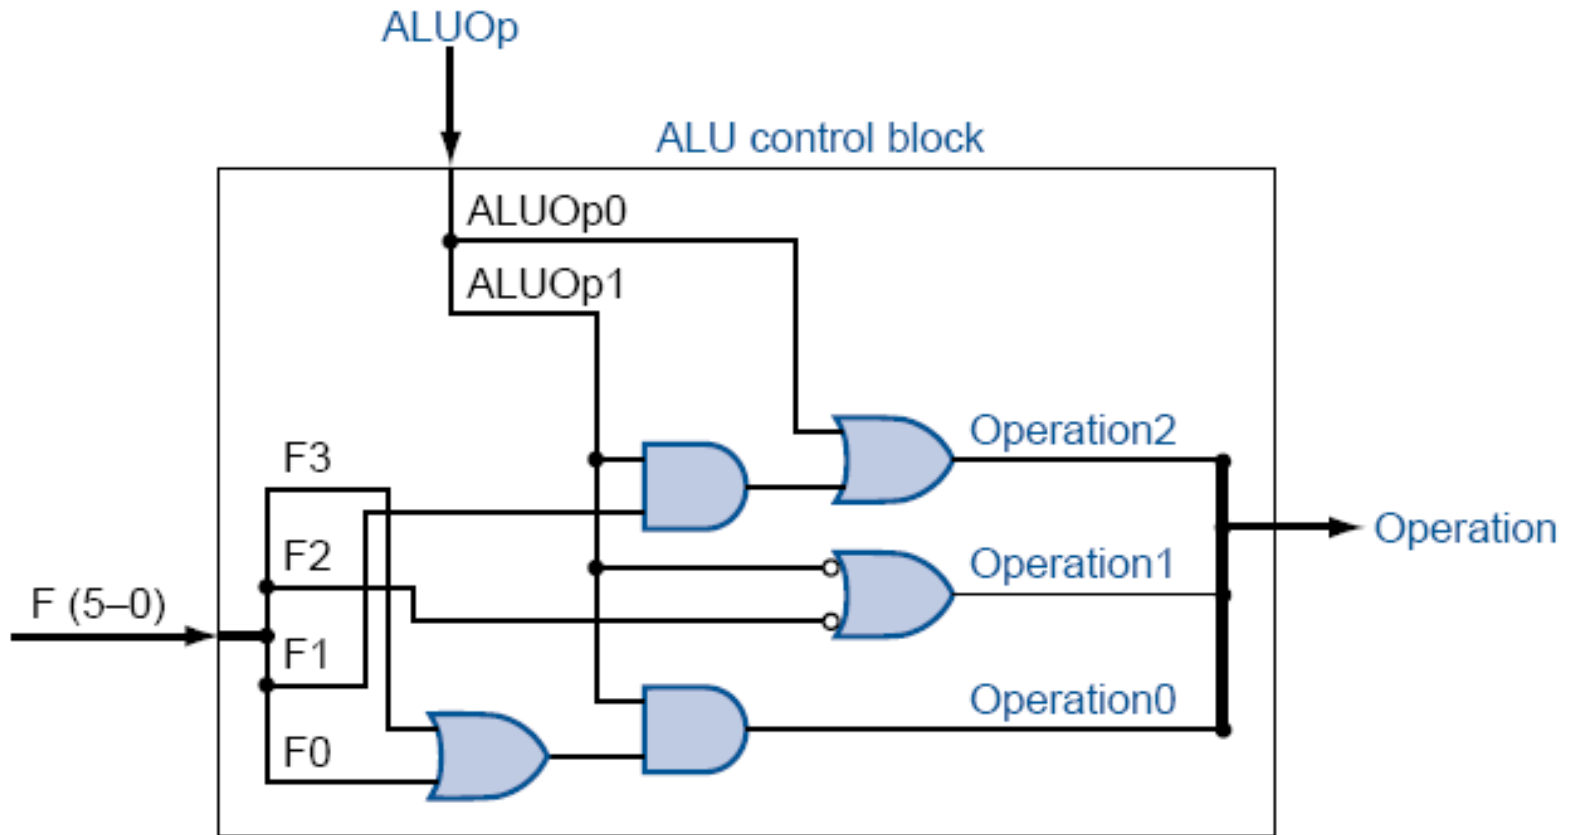 ALUOp
ALU control block
ALUOp0
ALUOp1
Operation2
F3
Operation
F2
Operation1
F (5–0)
F1
Operation0
F0